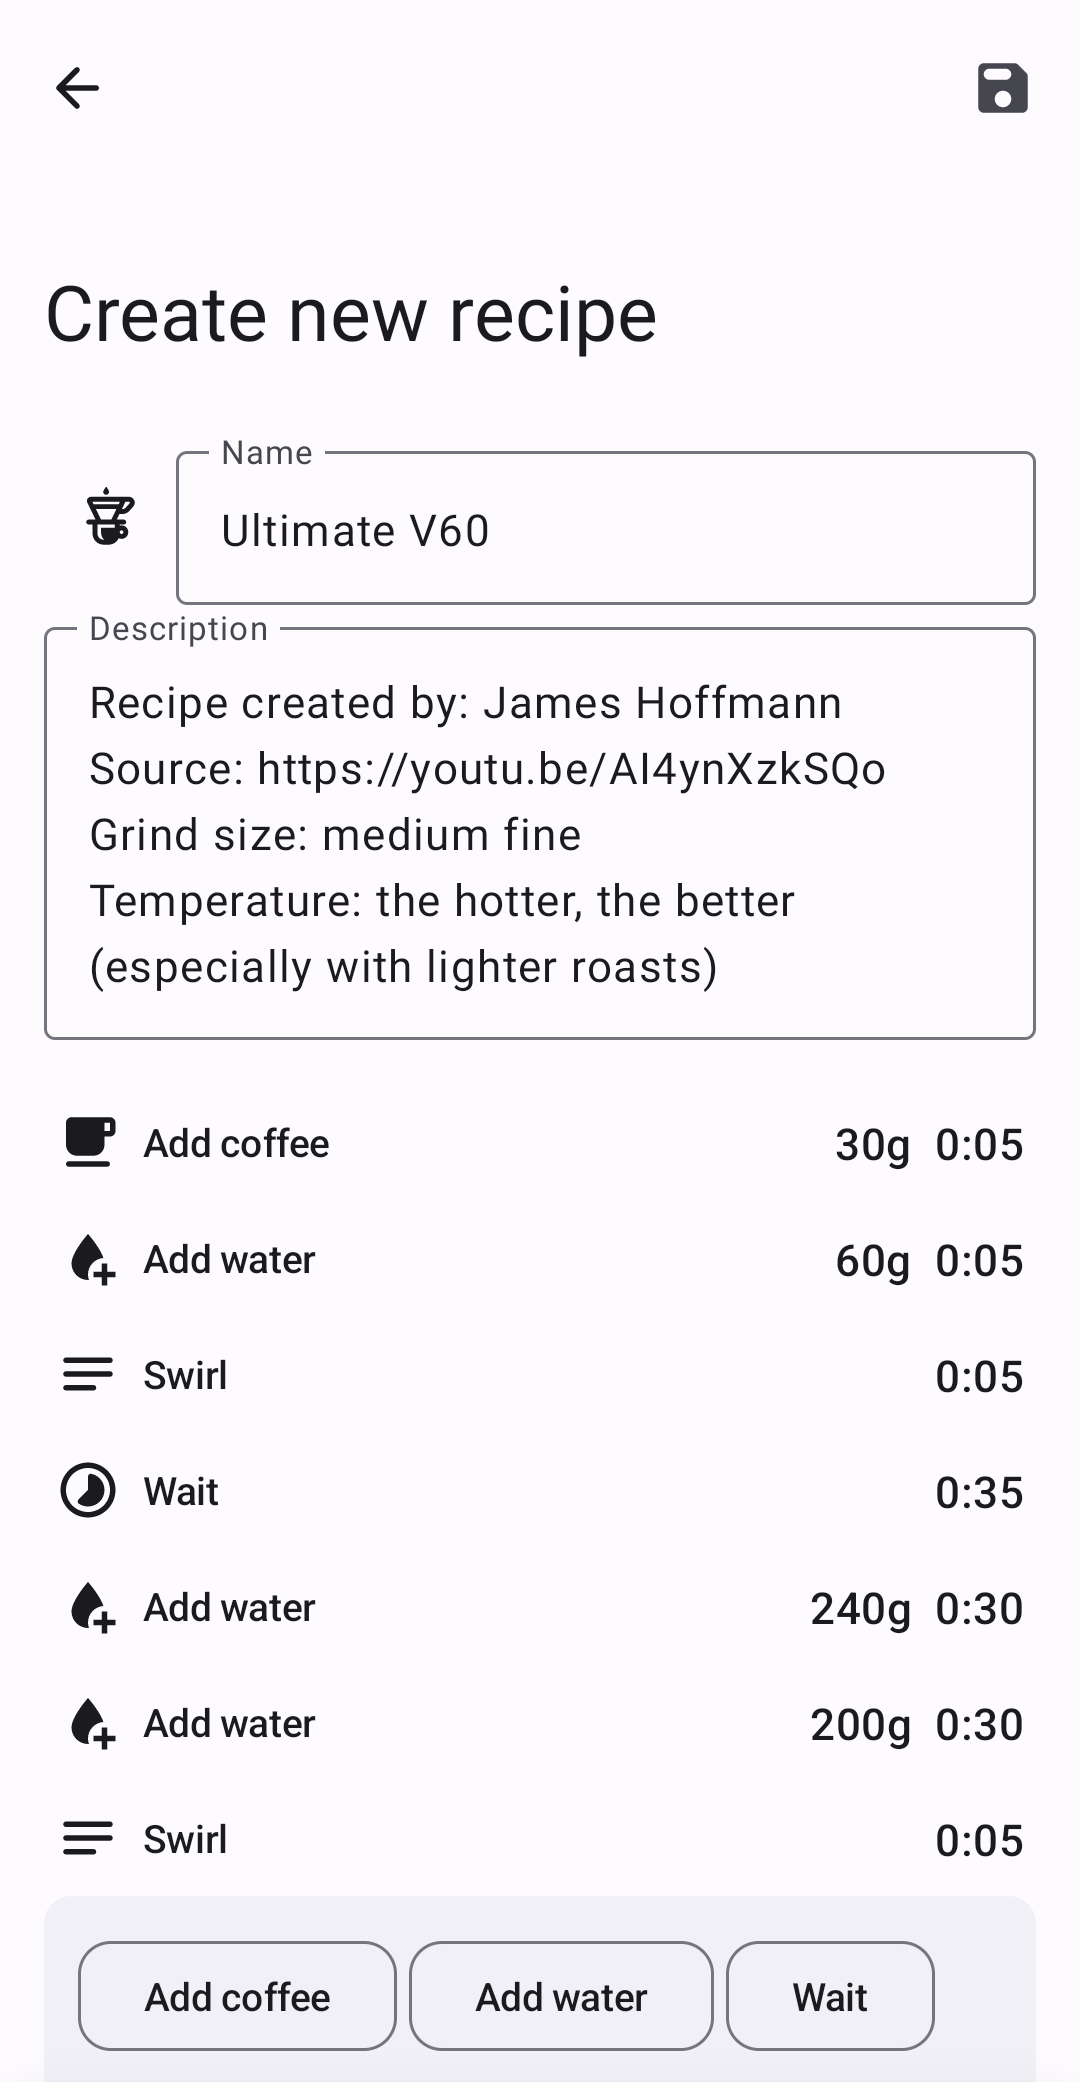 Create new recipe
Name
Ultimate V60
Description
Recipe created by: James Hoffmann
Source: https://youtu.be/AI4ynXzkSQo
Grind size: medium fine
Temperature: the hotter, the better
(especially with lighter roasts)
Add coffee 30g 0:05
Add water 60g 0:05
Swirl 0:05
Wait 0:35
Add water 240g 0:30
Add water 200g 0:30
Swirl 0:05
Add coffee Add water Wait